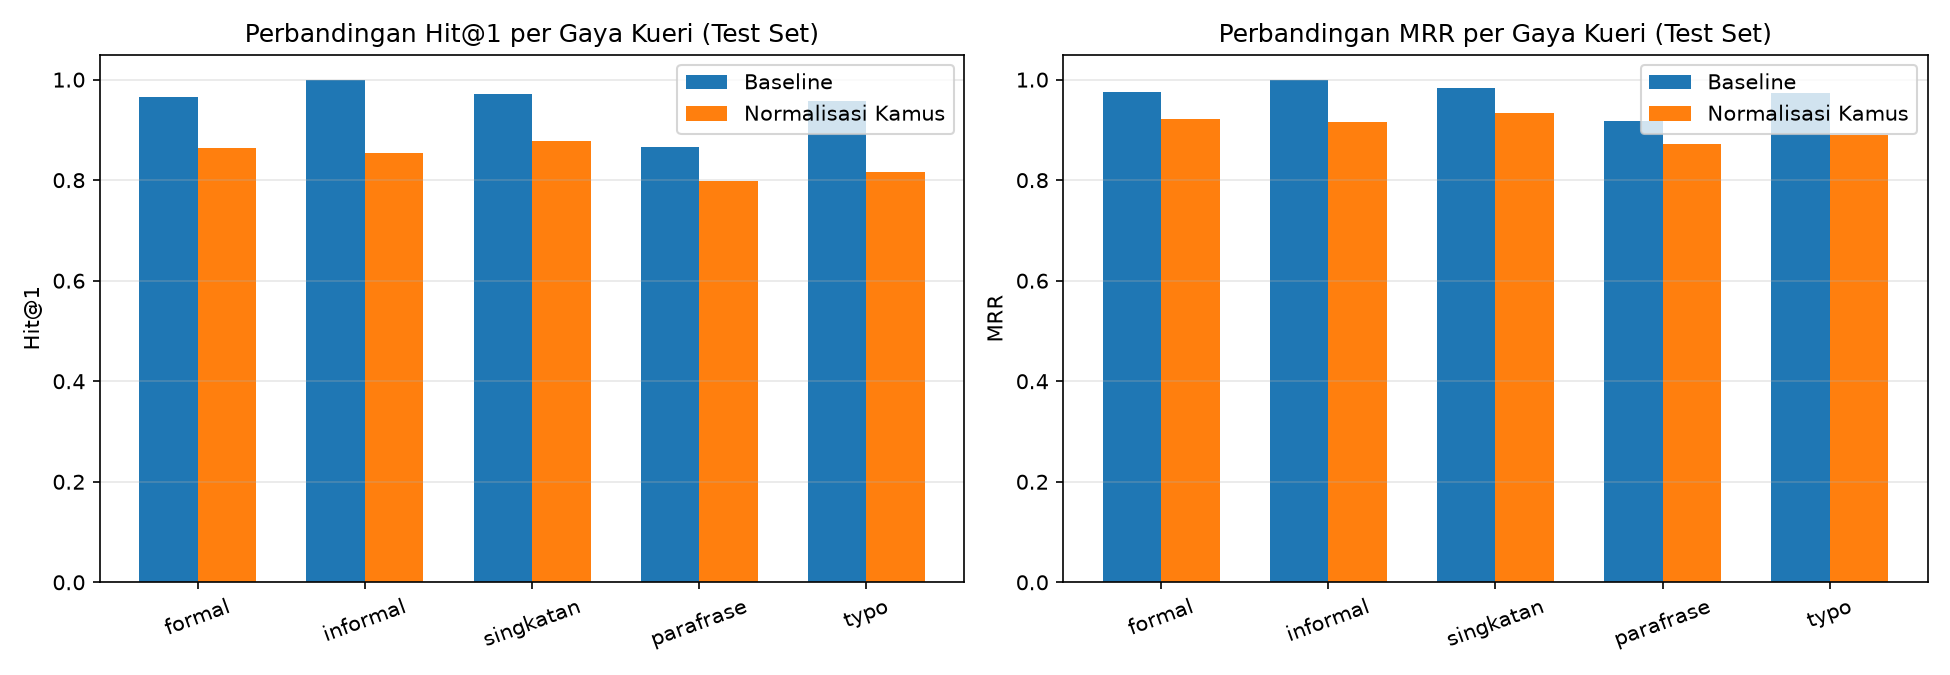 Perbandingan Hit@1 per Gaya Kueri (Test Set)
Hit@1
1.0
0.8
0.6
0.4
0.2
0.0
Baseline
Normalisasi Kamus
formal
informal
singkatan
parafrase
typo
Perbandingan MRR per Gaya Kueri (Test Set)
MRR
1.0
0.8
0.6
0.4
0.2
0.0
Baseline
Normalisasi Kamus
formal
informal
singkatan
parafrase
typo